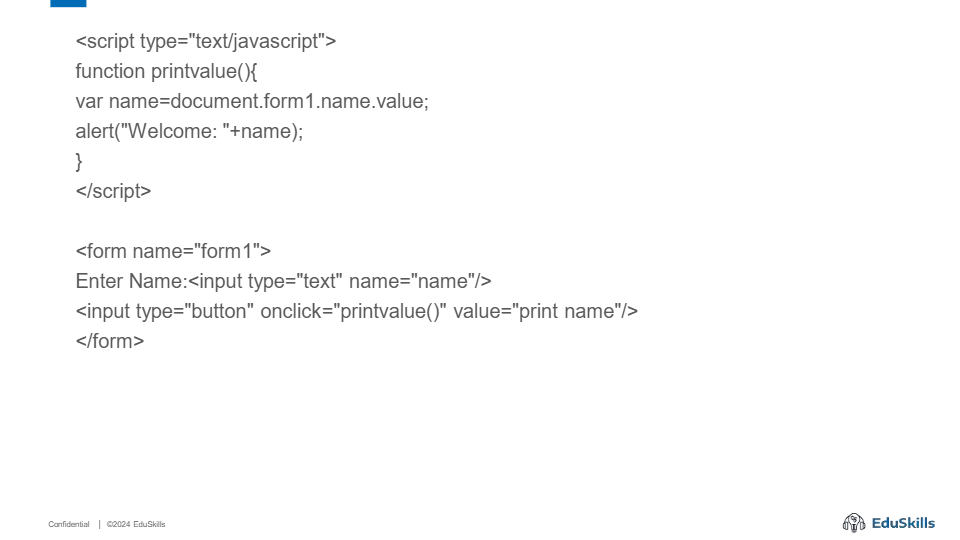 <script type="text/javascript">
function printvalue(){
var name=document.form1.name.value;
alert("Welcome: "+name);
}
</script>
<form name="form1">
Enter Name:<input type="text" name="name"/>
<input type="button" onclick="printvalue()" value="print name"/>
</form>
Confidential | ©2024 EduSkills
EduSkills